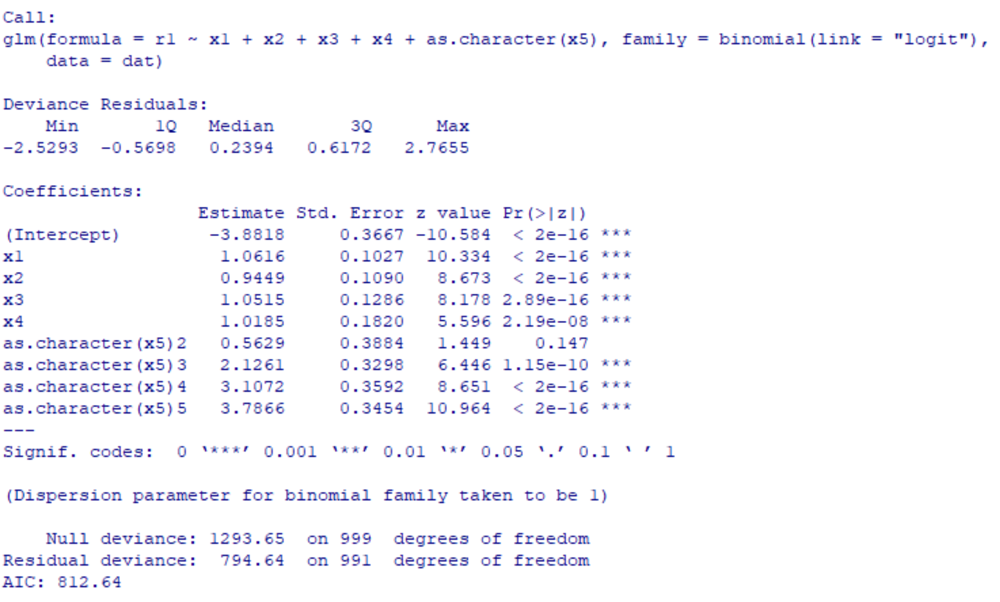 Call:
glm(formula = r1 ~ x1 + x2 + x3 + x4 + as.character(x5), family = binomial(link = "logit"),
    data = dat)

Deviance Residuals:
    Min       1Q   Median       3Q      Max
-2.5293  -0.5698   0.2394   0.6172   2.7655

Coefficients:
                  Estimate Std. Error z value Pr(>|z|)
(Intercept)        -3.8818     0.3667 -10.584  < 2e-16 ***
x1                  1.0616     0.1027  10.334  < 2e-16 ***
x2                  0.9449     0.1090   8.673  < 2e-16 ***
x3                  1.0515     0.1286   8.178 2.89e-16 ***
x4                  1.0185     0.1820   5.596 2.19e-08 ***
as.character(x5)2   0.5629     0.3884   1.449    0.147
as.character(x5)3   2.1261     0.3298   6.446 1.15e-10 ***
as.character(x5)4   3.1072     0.3592   8.651  < 2e-16 ***
as.character(x5)5   3.7866     0.3454  10.964  < 2e-16 ***
---
Signif. codes:  0 ‘***’ 0.001 ‘**’ 0.01 ‘*’ 0.05 ‘.’ 0.1 ‘ ’ 1

(Dispersion parameter for binomial family taken to be 1)

    Null deviance: 1293.65  on 999  degrees of freedom
Residual deviance:  794.64  on 991  degrees of freedom
AIC: 812.64